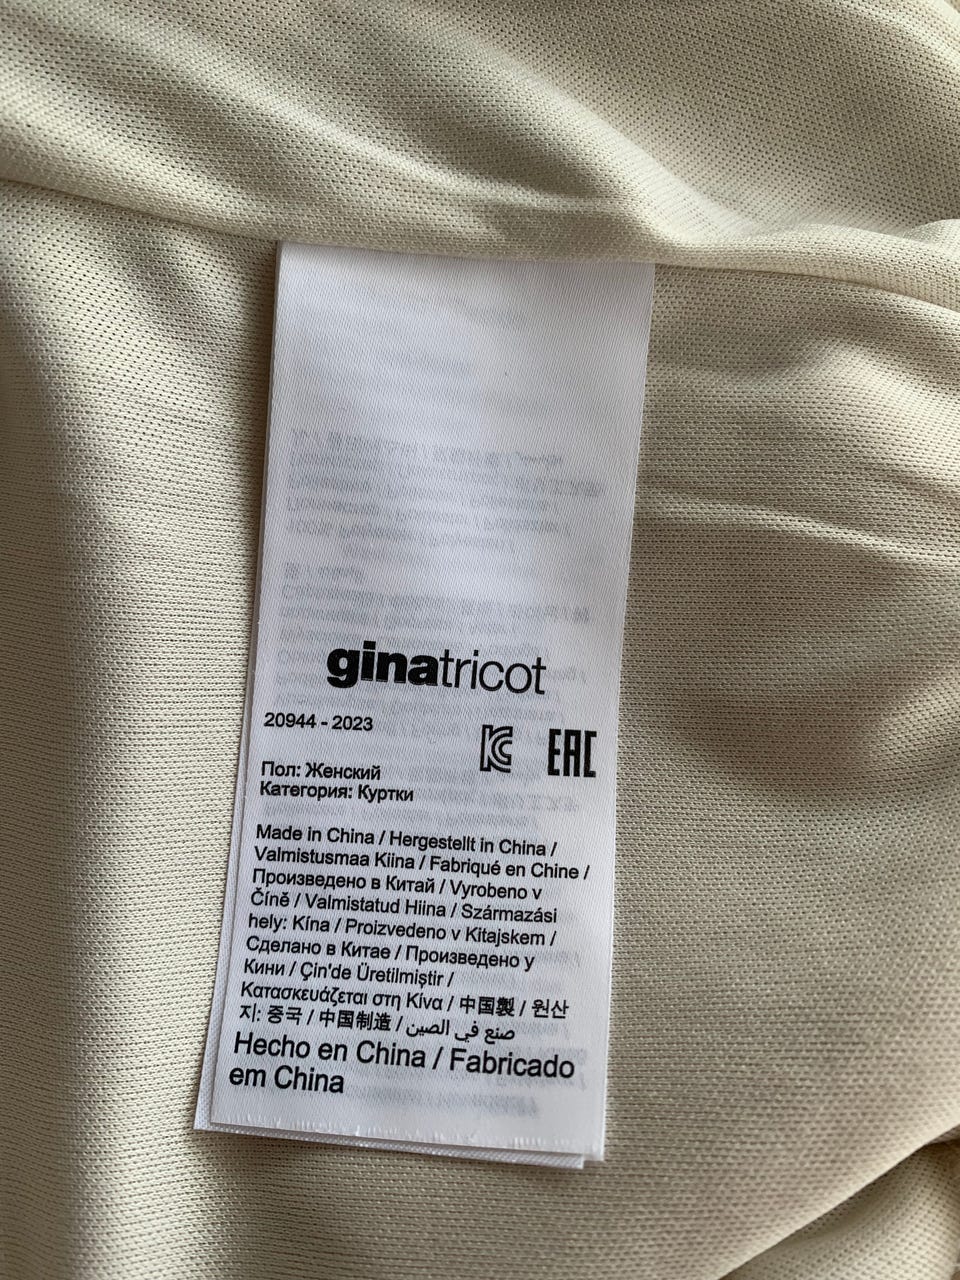 ginatricot
20944 - 2023
KC EAC
Пол: Женский
Категория: Куртки
Made in China / Hergestellt in China /
Valmistusmaa Kiina / Fabriqué en Chine /
Произведено в Китай / Vyrobeno v
Číně / Valmistatud Hiina / Származási
hely: Kína / Proizvedeno v Kitajskem /
Сделано в Китае / Произведено у
Кини / Çin'de Üretilmiştir /
Κατασκευάζεται στη Κίνα / 中国製 / 원산
지: 중국 / 中国制造 / صنع في الصين
Hecho en China / Fabricado
em China